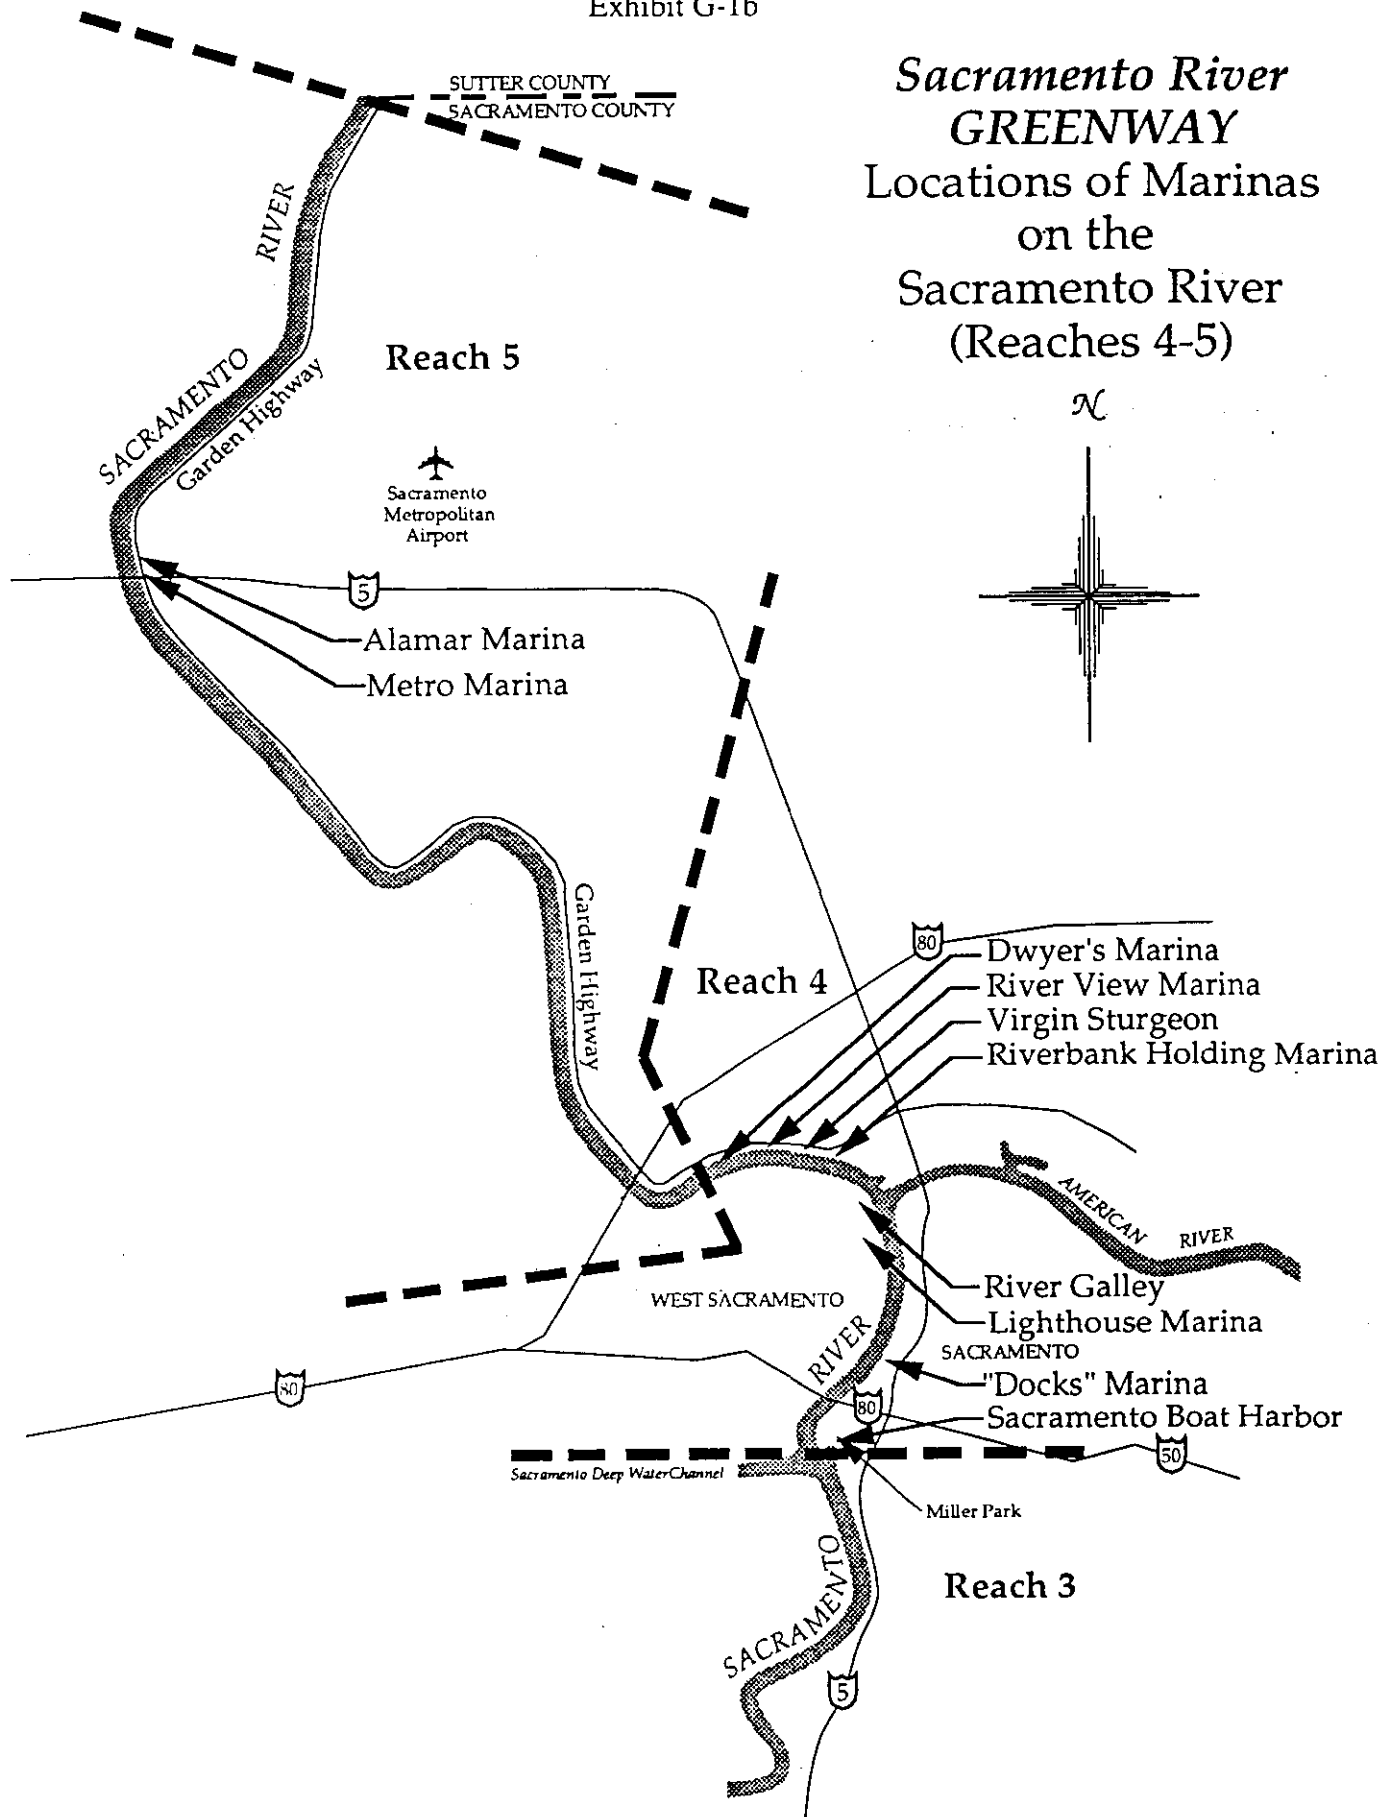 Exhibit G-1b
Sacramento River
GREENWAY
Locations of Marinas
on the
Sacramento River
(Reaches 4-5)
N
SUTTER COUNTY
SACRAMENTO COUNTY
RIVER
SACRAMENTO
Garden Highway
Reach 5
Sacramento
Metropolitan
Airport
5
Alamar Marina
Metro Marina
Garden Highway
Reach 4
80
Dwyer's Marina
River View Marina
Virgin Sturgeon
Riverbank Holding Marina
AMERICAN
RIVER
River Galley
Lighthouse Marina
WEST SACRAMENTO
RIVER
SACRAMENTO
"Docks" Marina
80
80
Sacramento Boat Harbor
50
Sacramento Deep Water Channel
Miller Park
Reach 3
SACRAMENTO
5